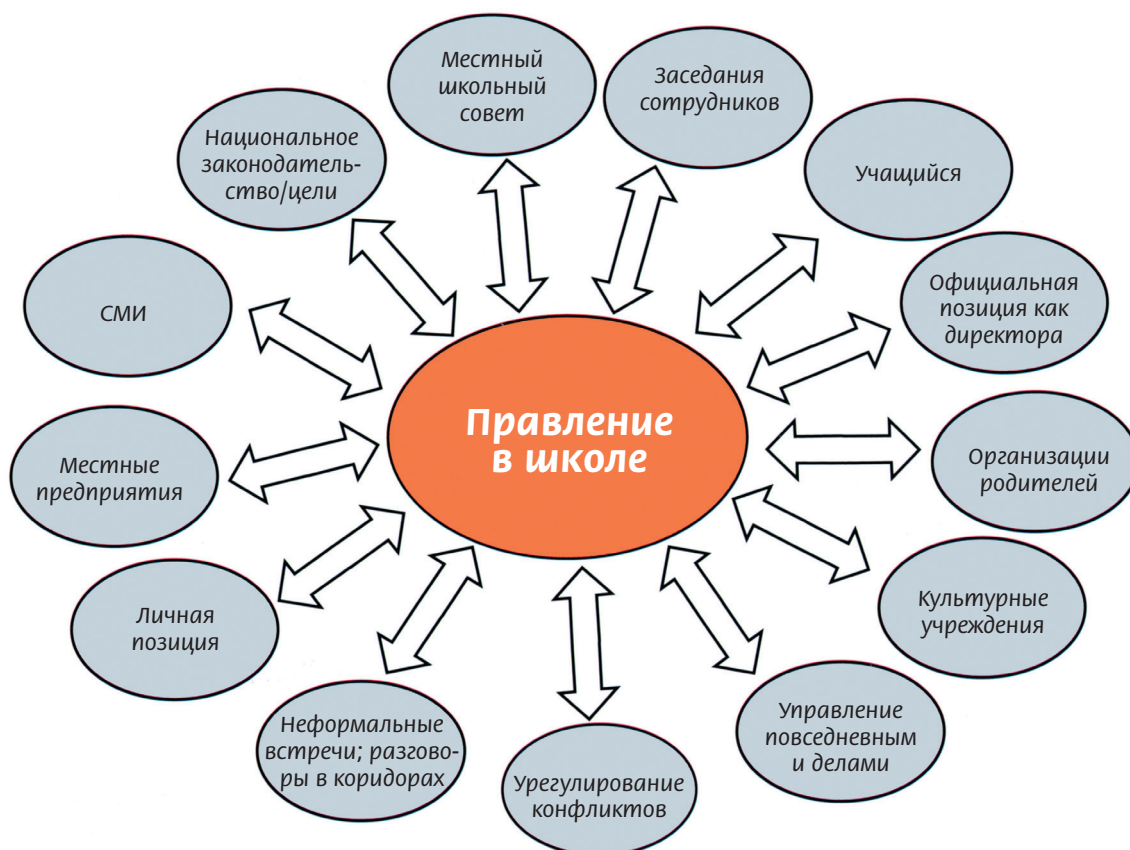 Местный
школьный
совет
Заседания
сотрудников
Учащийся
Официальная
позиция как
директора
Организации
родителей
Культурные
учреждения
Управление
повседневным
и делами
Урегулирование
конфликтов
Неформальные
встречи; разгово-
ры в коридорах
Личная
позиция
Местные
предприятия
СМИ
Национальное
законодатель-
ство/цели
Правление
в школе